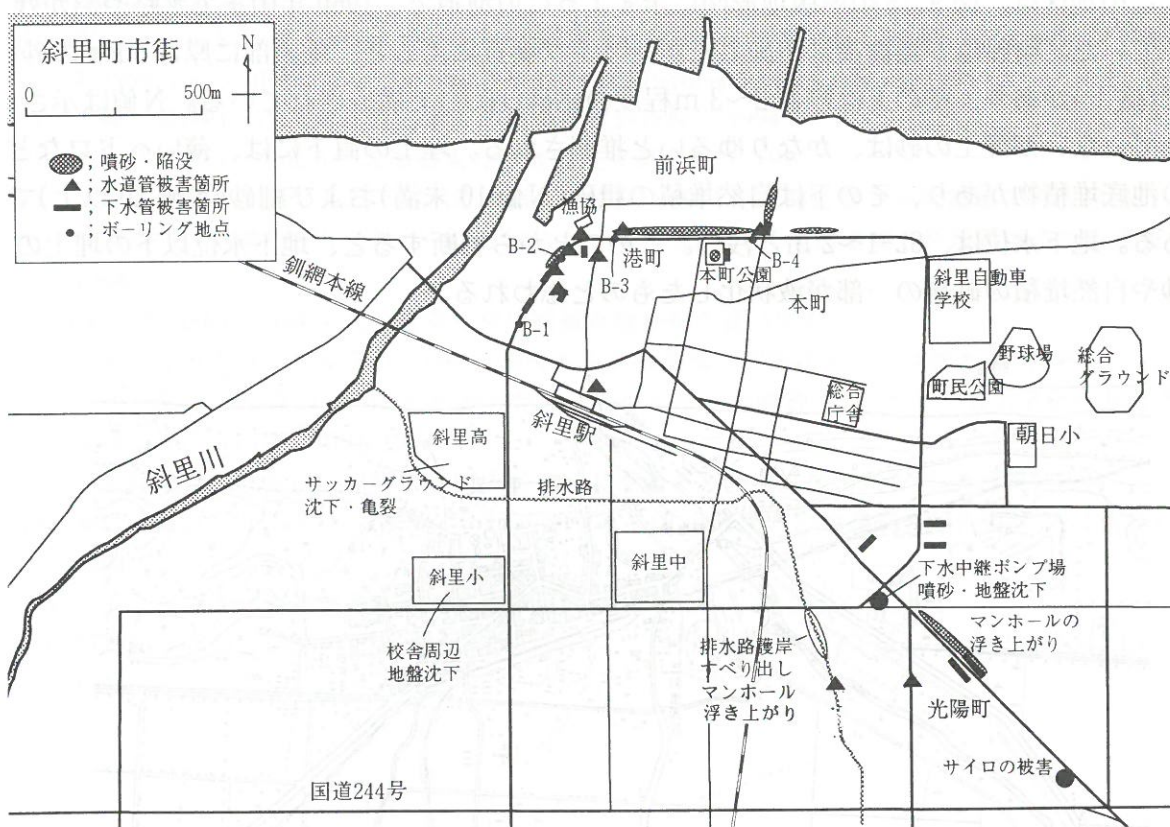 斜里町市街
N
0 500m
；噴砂・陥没
；水道管被害箇所
；下水管被害箇所
；ボーリング地点
前浜町
漁協
B-2
港町
B-3
本町公園
B-4
本町
B-1
釧網本線
斜里自動車
学校
野球場
総合
グラウンド
町民公園
総合
庁舎
朝日小
斜里駅
斜里高
斜里川
サッカーグラウンド
沈下・亀裂
排水路
斜里小
斜里中
下水中継ポンプ場
噴砂・地盤沈下
マンホールの
浮き上がり
校舎周辺
地盤沈下
排水路護岸
すべり出し
マンホール
浮き上がり
光陽町
サイロの被害
国道244号